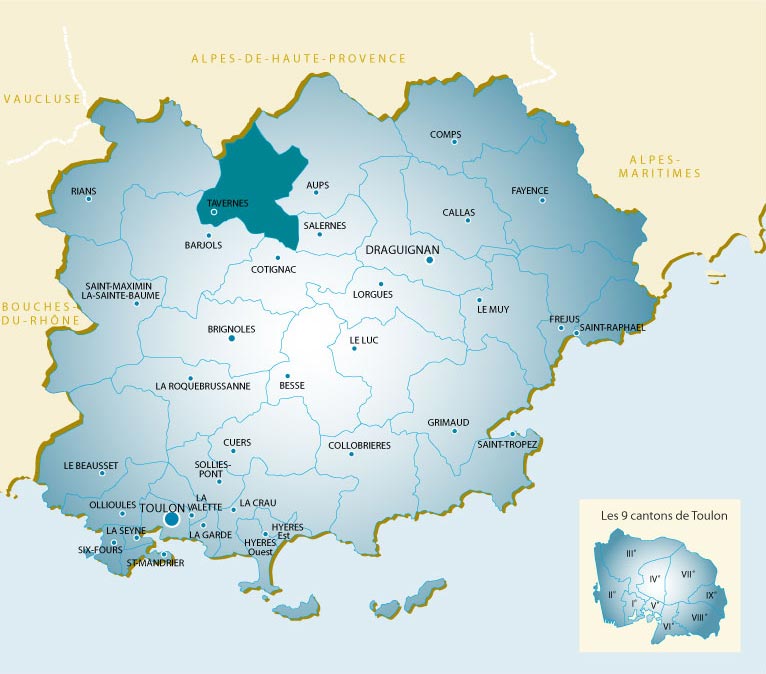 ALPES-DE-HAUTE-PROVENCE
VAUCLUSE
COMPS
ALPES-
MARITIMES
RIANS
AUPS
FAYENCE
TAVERNES
CALLAS
SALERNES
BARJOLS
DRAGUIGNAN
COTIGNAC
SAINT-MAXIMIN
LA-SAINTE-BAUME
LORGUES
BOUCHES-
DU-RHÔNE
LE MUY
FREJUS
SAINT-RAPHAEL
BRIGNOLES
LE LUC
LA ROQUEBRUSSANNE
BESSE
GRIMAUD
CUERS
COLLOBRIERES
SAINT-TROPEZ
LE BEAUSSET
SOLLIES-
PONT
OLLIOULES
TOULON
LA
VALETTE
LA CRAU
LA SEYNE
LA GARDE
HYERES
Est
HYERES
Ouest
SIX-FOURS
ST-MANDRIER
Les 9 cantons de Toulon
III°
IV°
VII°
II°
I°
V°
IX°
VI°
VIII°